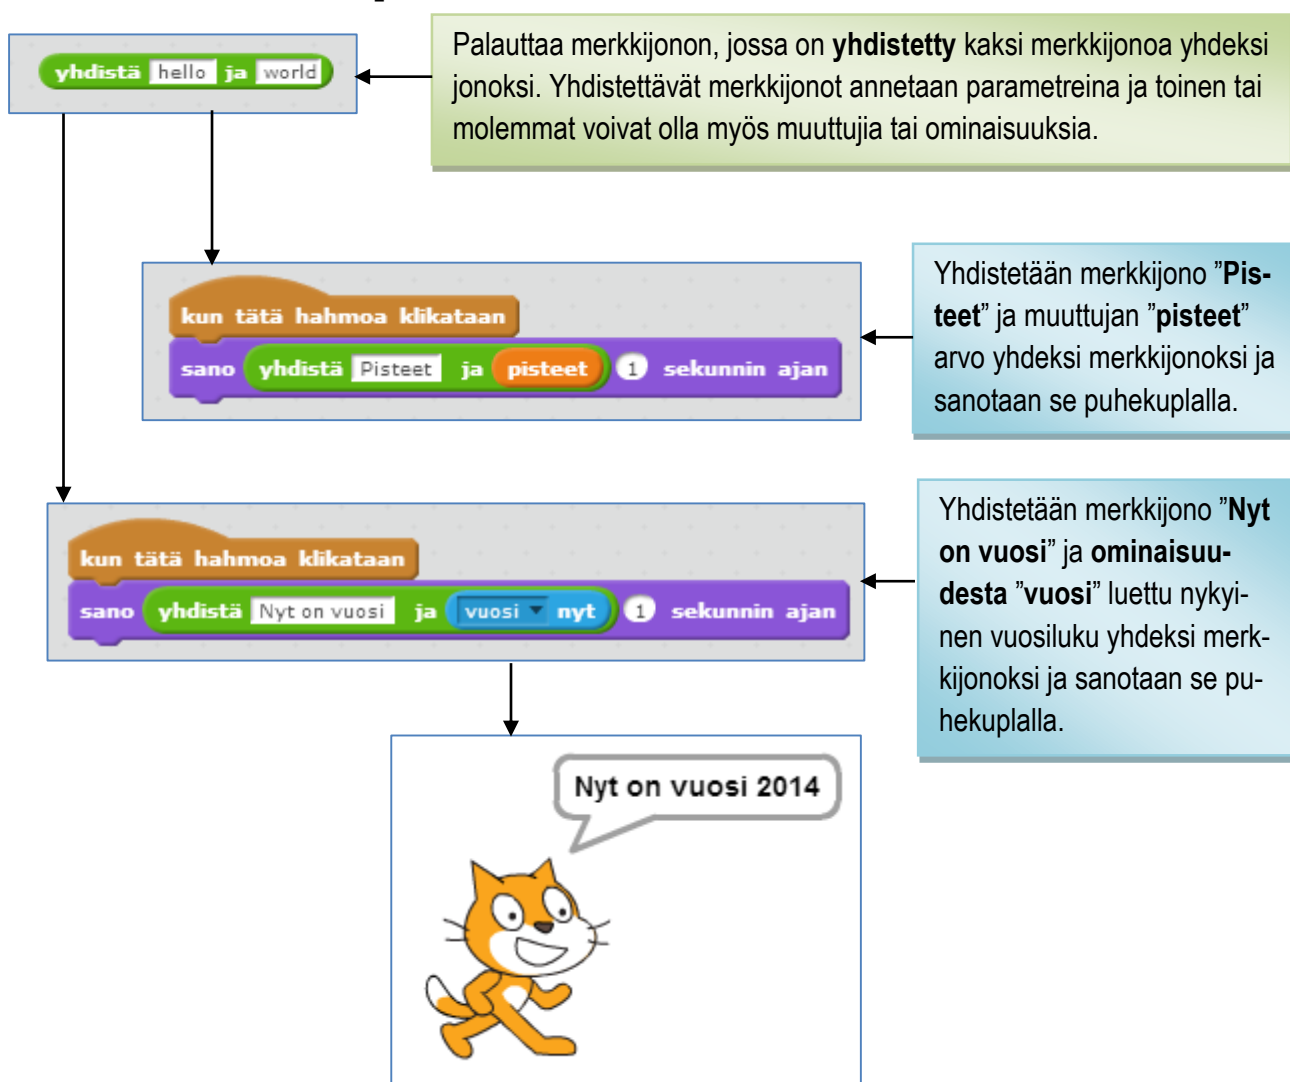 yhdistä hello ja world
Palauttaa merkkijonon, jossa on yhdistetty kaksi merkkijonoa yhdeksi
jonoksi. Yhdistettävät merkkijonot annetaan parametreina ja toinen tai
molemmat voivat olla myös muuttujia tai ominaisuuksia.
kun tätä hahmoa klikataan
sano yhdistä Pisteet ja pisteet 1 sekunnin ajan
Yhdistetään merkkijono ”Pis-
teet” ja muuttujan ”pisteet”
arvo yhdeksi merkkijonoksi ja
sanotaan se puhekuplalla.
kun tätä hahmoa klikataan
sano yhdistä Nyt on vuosi ja vuosi nyt 1 sekunnin ajan
Yhdistetään merkkijono ”Nyt
on vuosi” ja ominaisuu-
desta ”vuosi” luettu nykyi-
nen vuosiluku yhdeksi merk-
kijonoksi ja sanotaan se pu-
hekuplalla.
Nyt on vuosi 2014